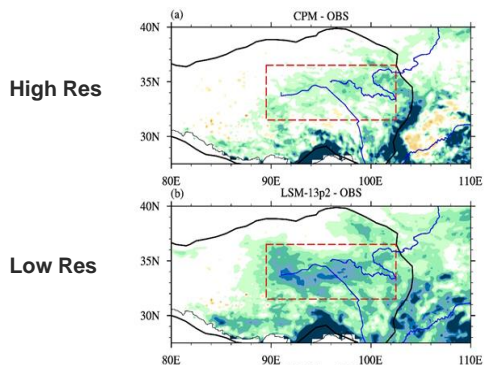 (a) CPM - OBS
High Res
40N
35N
30N
80E 90E 100E 110E
(b) LSM-13p2 - OBS
Low Res
40N
35N
30N
80E 90E 100E 110E